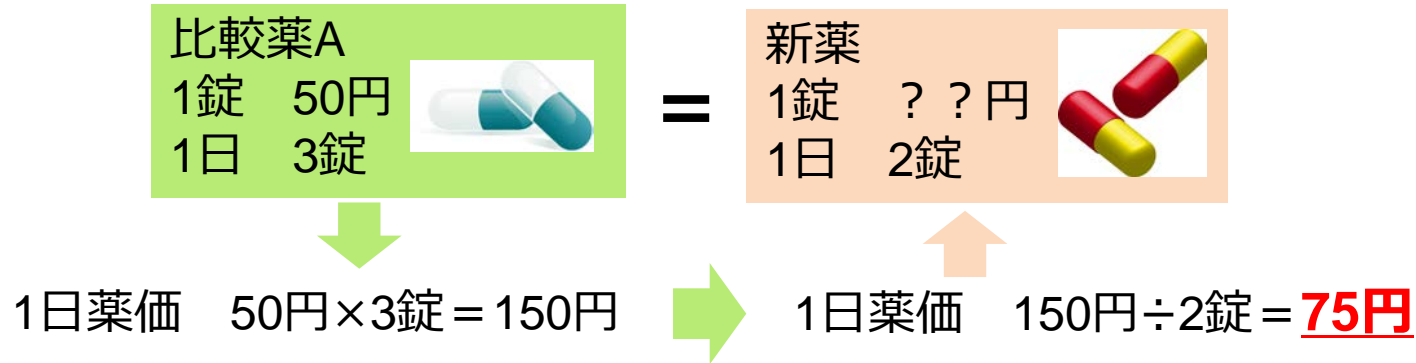 比較薬A
1錠　50円
1日　3錠
=
新薬
1錠　？？円
1日　2錠
1日薬価　50円×3錠＝150円
1日薬価　150円÷2錠＝75円